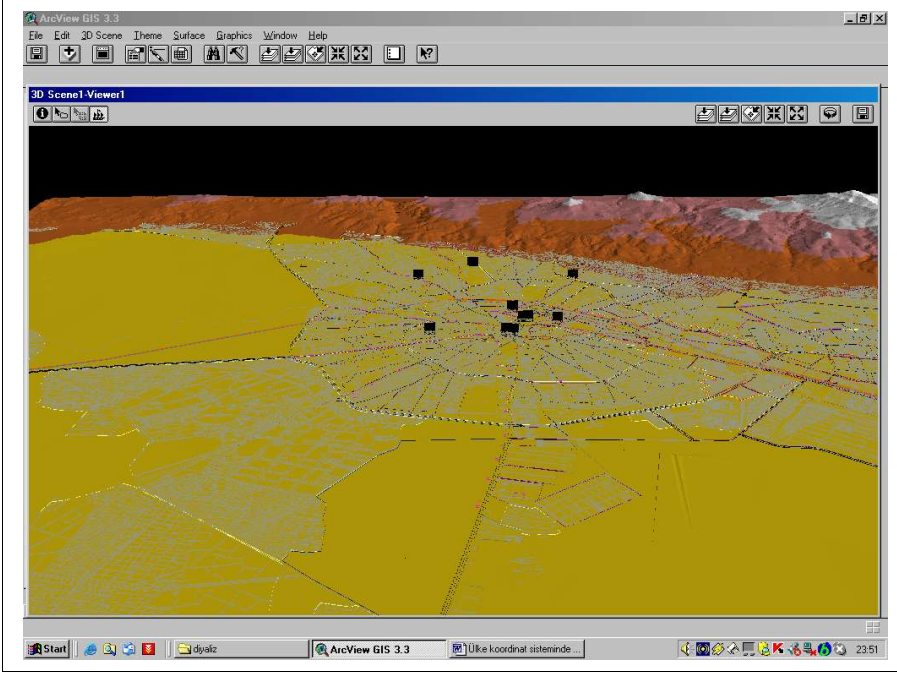 ArcView GIS 3.3
File Edit 3D Scene Theme Surface Graphics Window Help
3D Scene1-Viewer1
Start diyaliz ArcView GIS 3.3 Ülke koordinat sisteminde ... 23:51